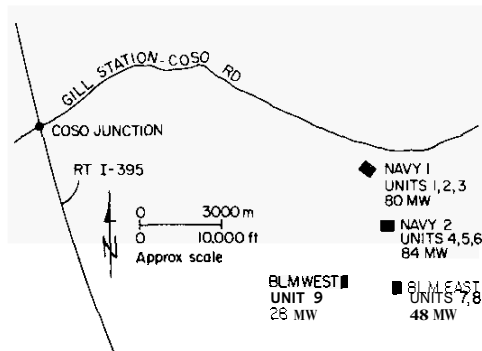 GILL STATION-COSO RD
COSO JUNCTION
RT I-395
NAVY 1
UNITS 1,2,3
80 MW
0 3000 m
0 10,000 ft
Approx scale
N
NAVY 2
UNITS 4,5,6
84 MW
BLM WEST
UNIT 9
28 MW
BLM EAST
UNITS 7,8
48 MW